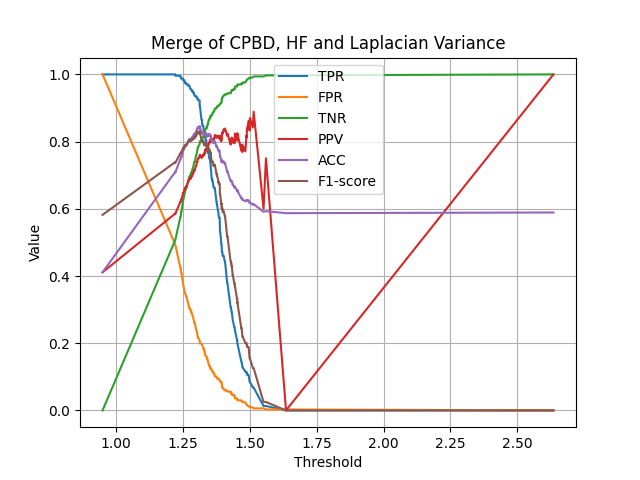 Merge of CPBD, HF and Laplacian Variance
1.0
0.8
0.6
0.4
0.2
0.0
Value
TPR
FPR
TNR
PPV
ACC
F1-score
1.00 1.25 1.50 1.75 2.00 2.25 2.50
Threshold